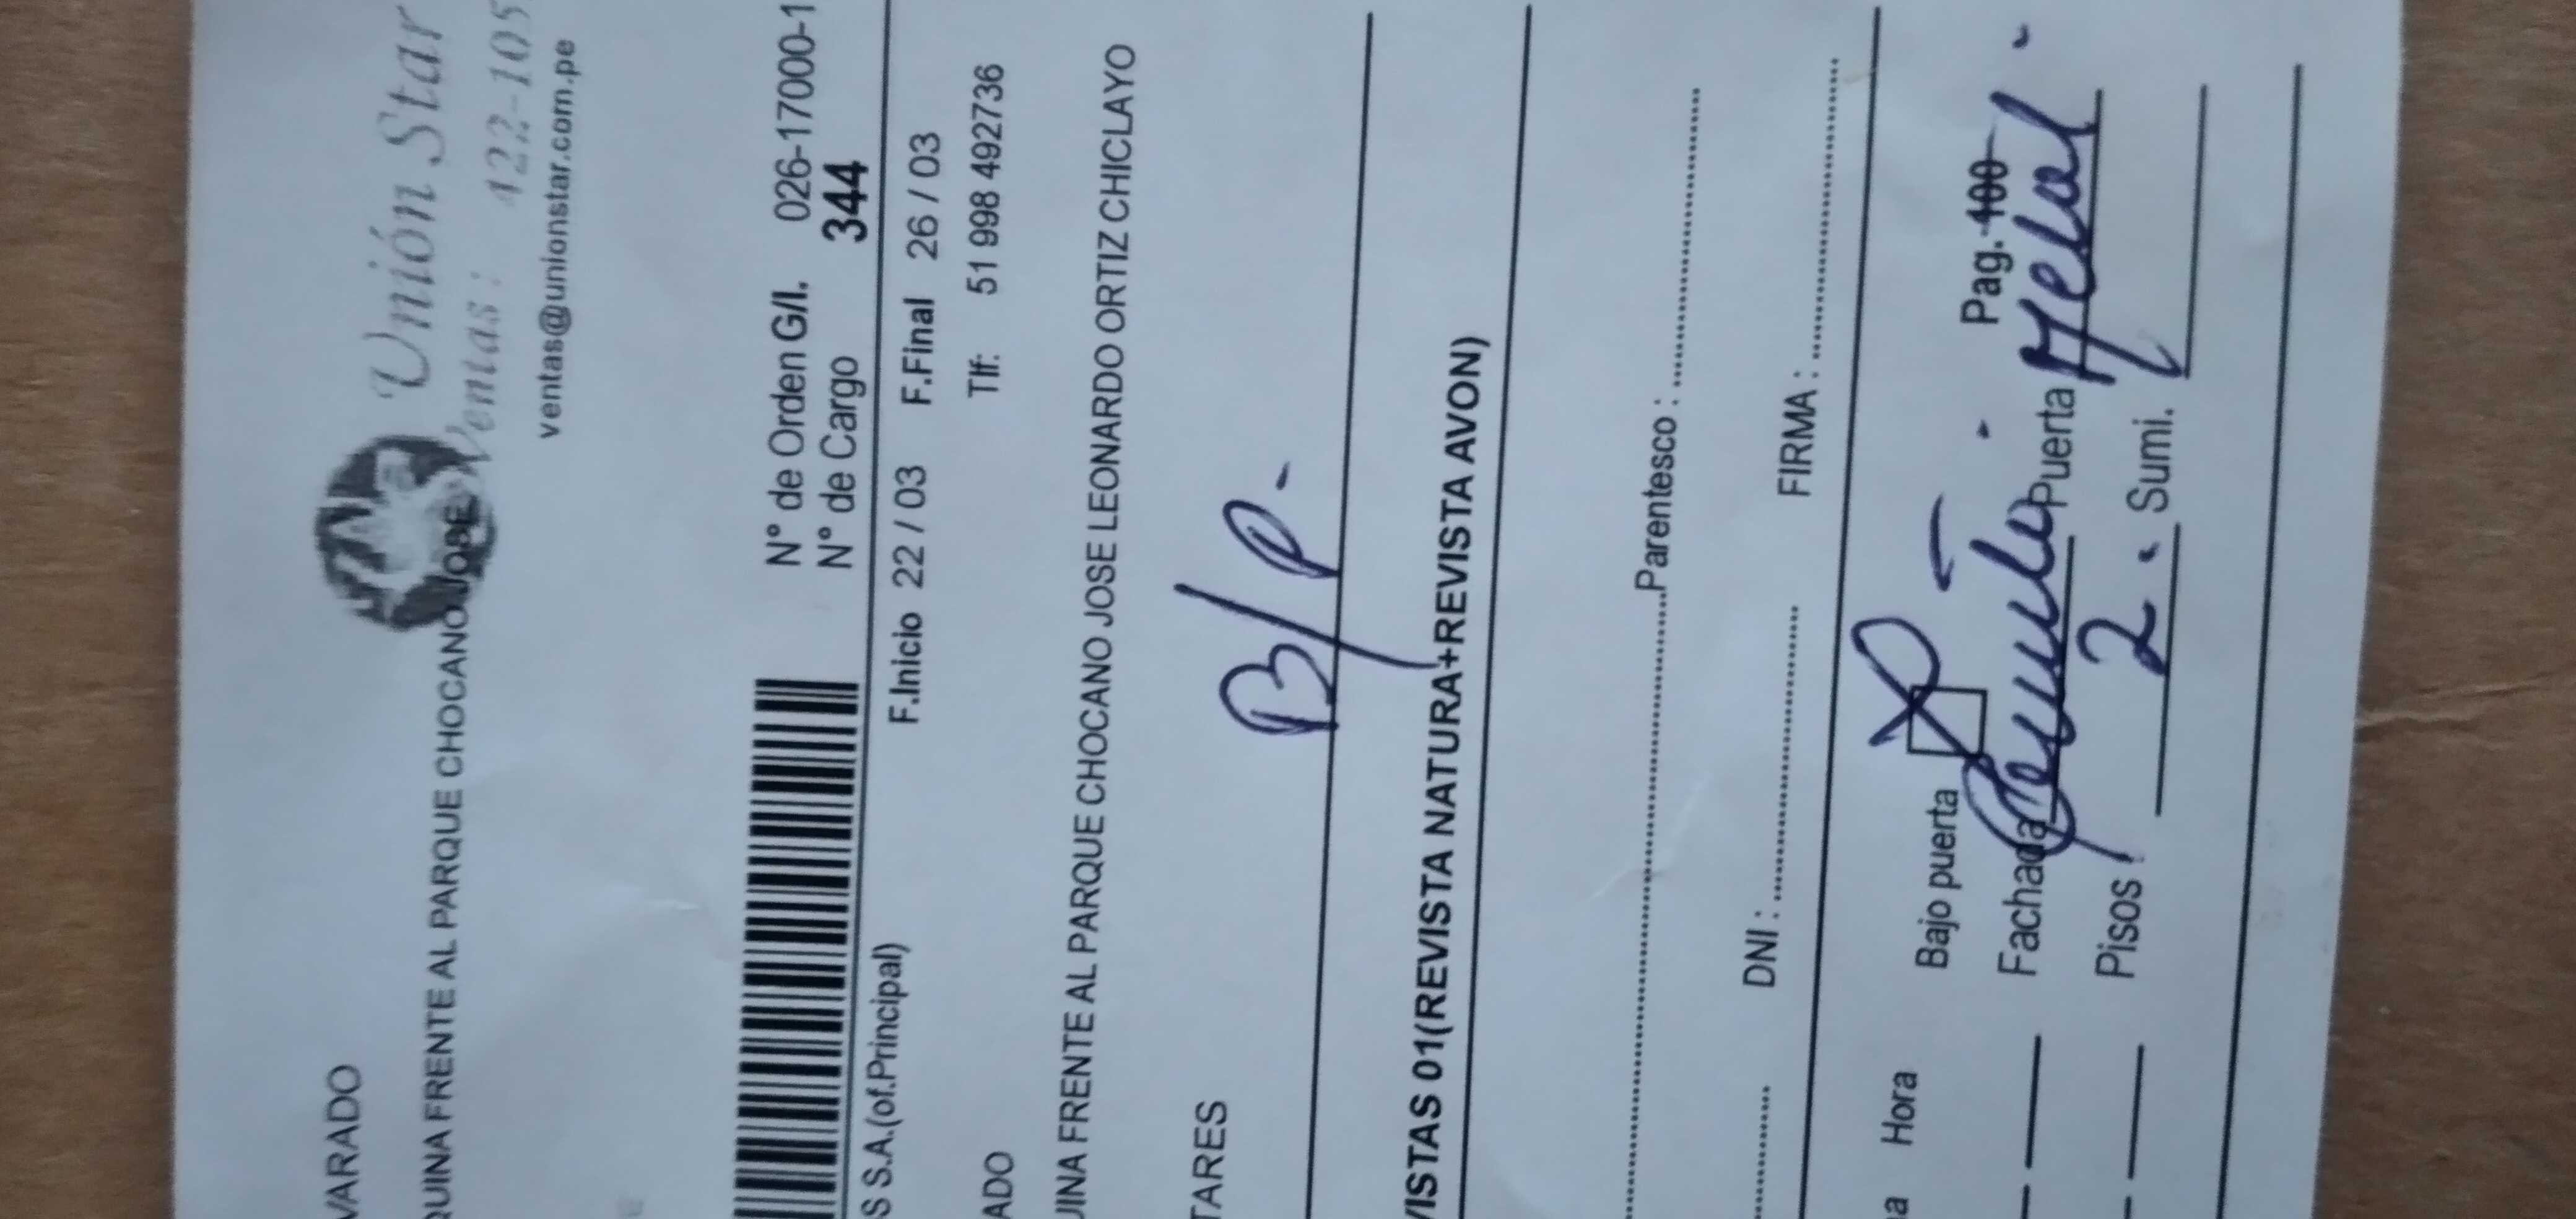 Unión Star
Ventas: 422-105
ventas@unionstar.com.pe
VARADO
QUINA FRENTE AL PARQUE CHOCANO JOSE
N° de Orden G/I. 026-17000-1
N° de Cargo 344
S S.A.(of.Principal) F.Inicio 22 / 03 F.Final 26 / 03
ADO Tlf: 51 998 492736
UINA FRENTE AL PARQUE CHOCANO JOSE LEONARDO ORTIZ CHICLAYO
TARES
B/P.
VISTAS 01(REVISTA NATURA+REVISTA AVON)
Parentesco :
DNI : FIRMA :
a Hora Bajo puerta Pag. 100
Fachada Puerta Metal
Pisos : 2 Sumi.